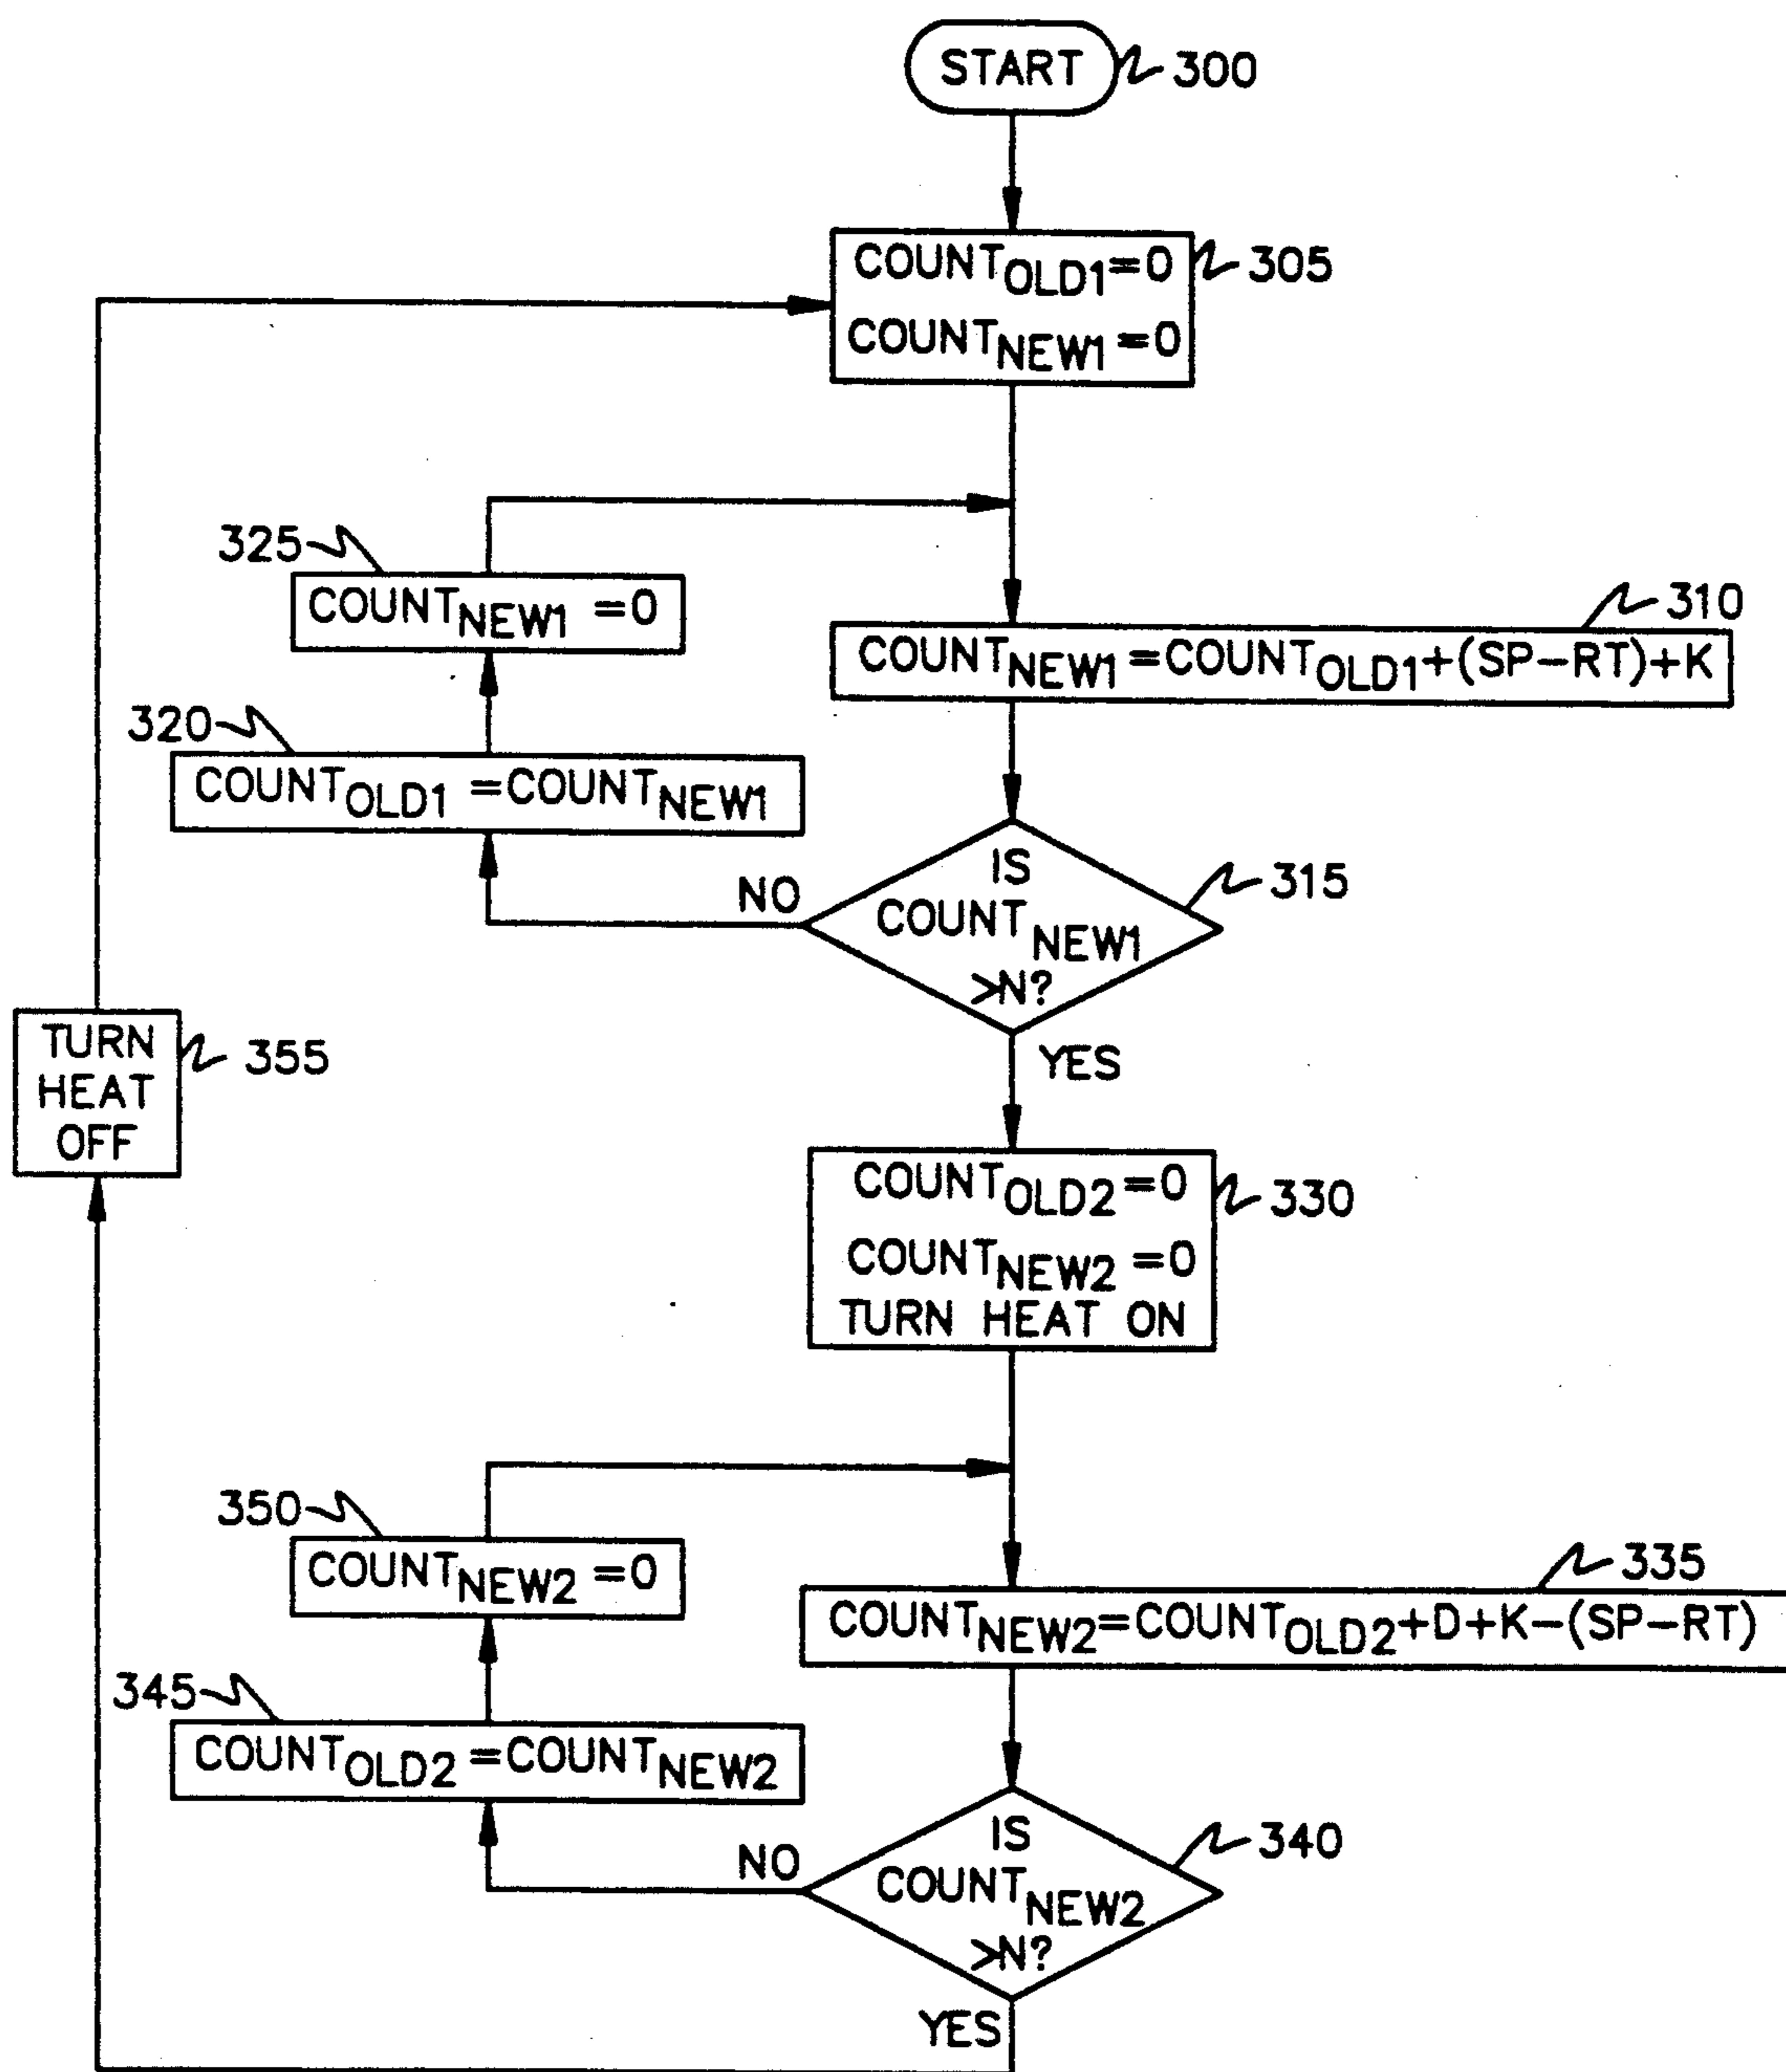 START 300
COUNTOLD1=0 305
COUNTNEW1=0
325
COUNTNEW1=0
310
COUNTNEW1=COUNTOLD1+(SP-RT)+K
320
COUNTOLD1=COUNTNEW1
NO
IS
COUNTNEW1
>N?
315
YES
TURN
HEAT
OFF
355
COUNTOLD2=0
COUNTNEW2=0
TURN HEAT ON
330
350
COUNTNEW2=0
335
COUNTNEW2=COUNTOLD2+D+K-(SP-RT)
345
COUNTOLD2=COUNTNEW2
NO
IS
COUNTNEW2
>N?
340
YES